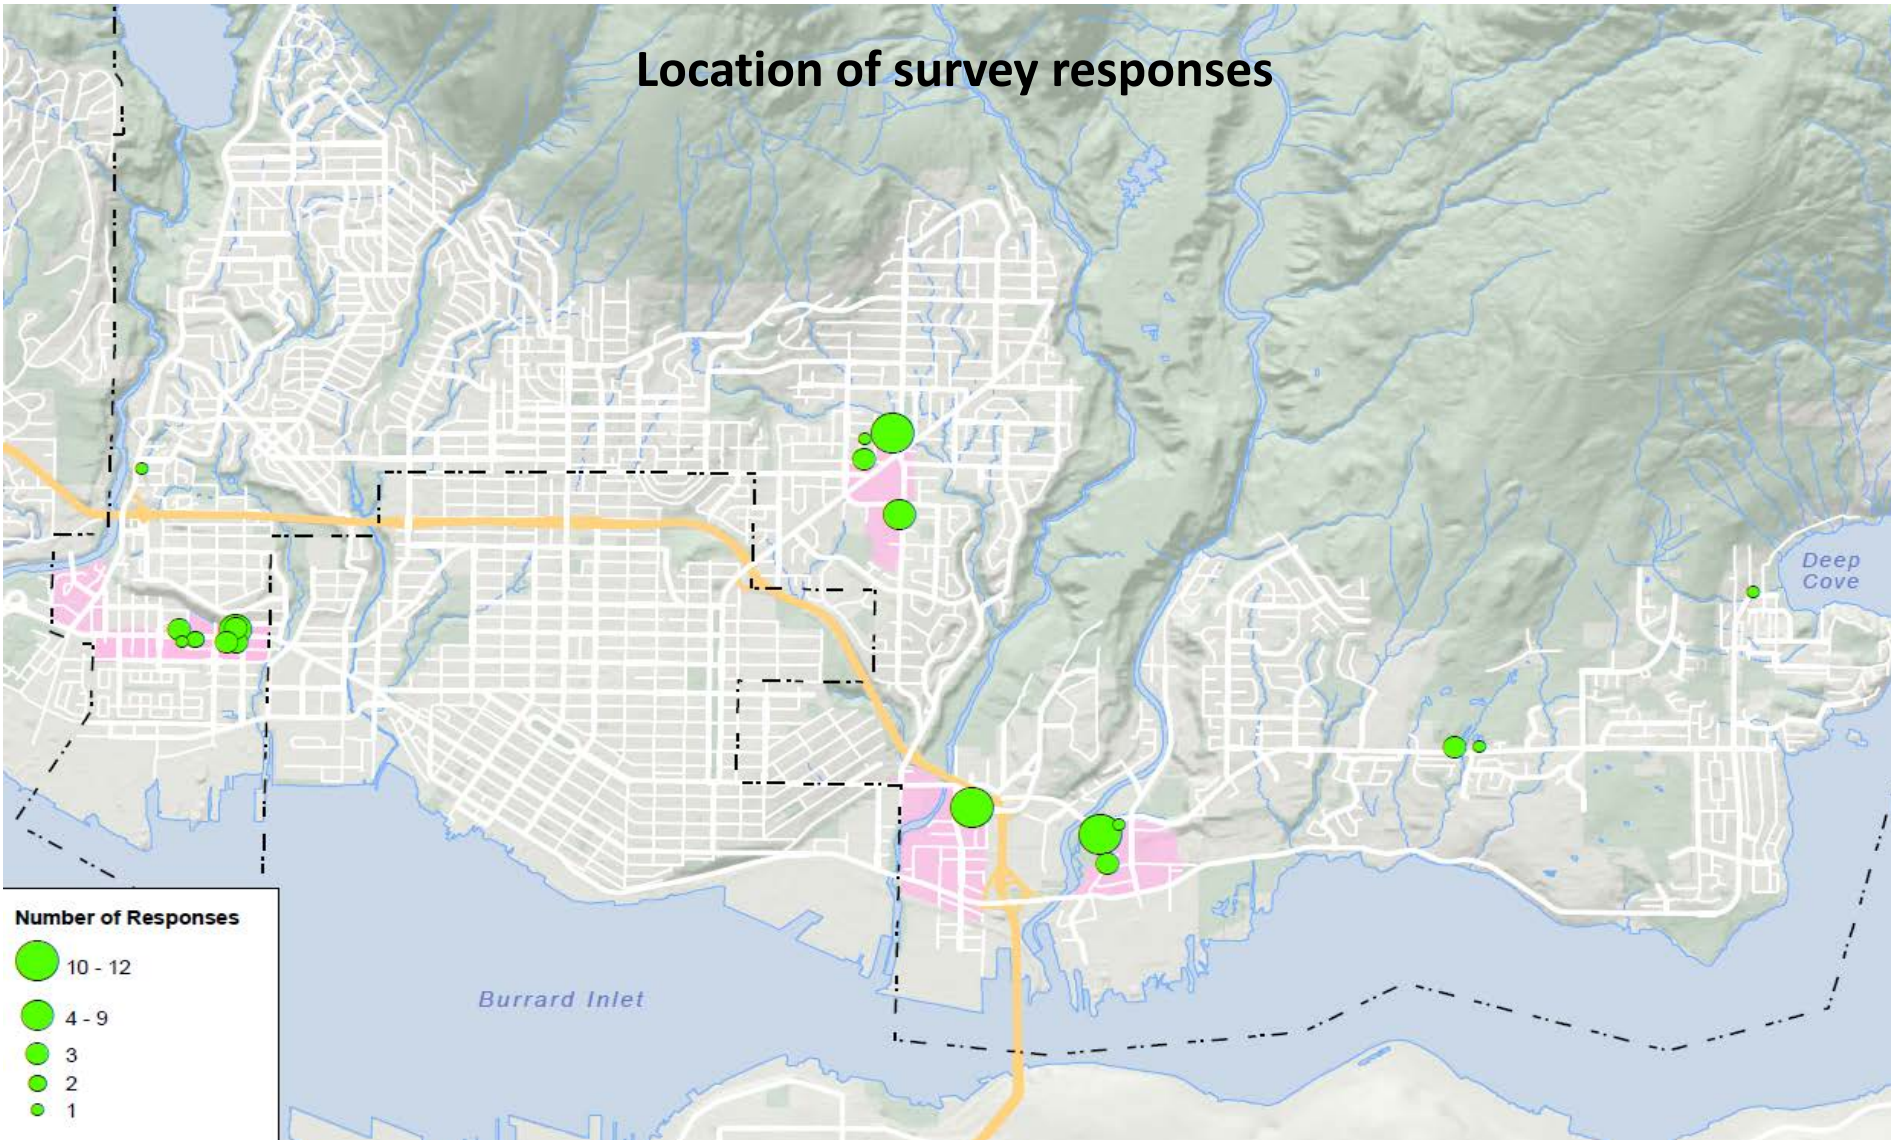 Location of survey responses
Deep
Cove
Burrard Inlet
Number of Responses
10 - 12
4 - 9
3
2
1